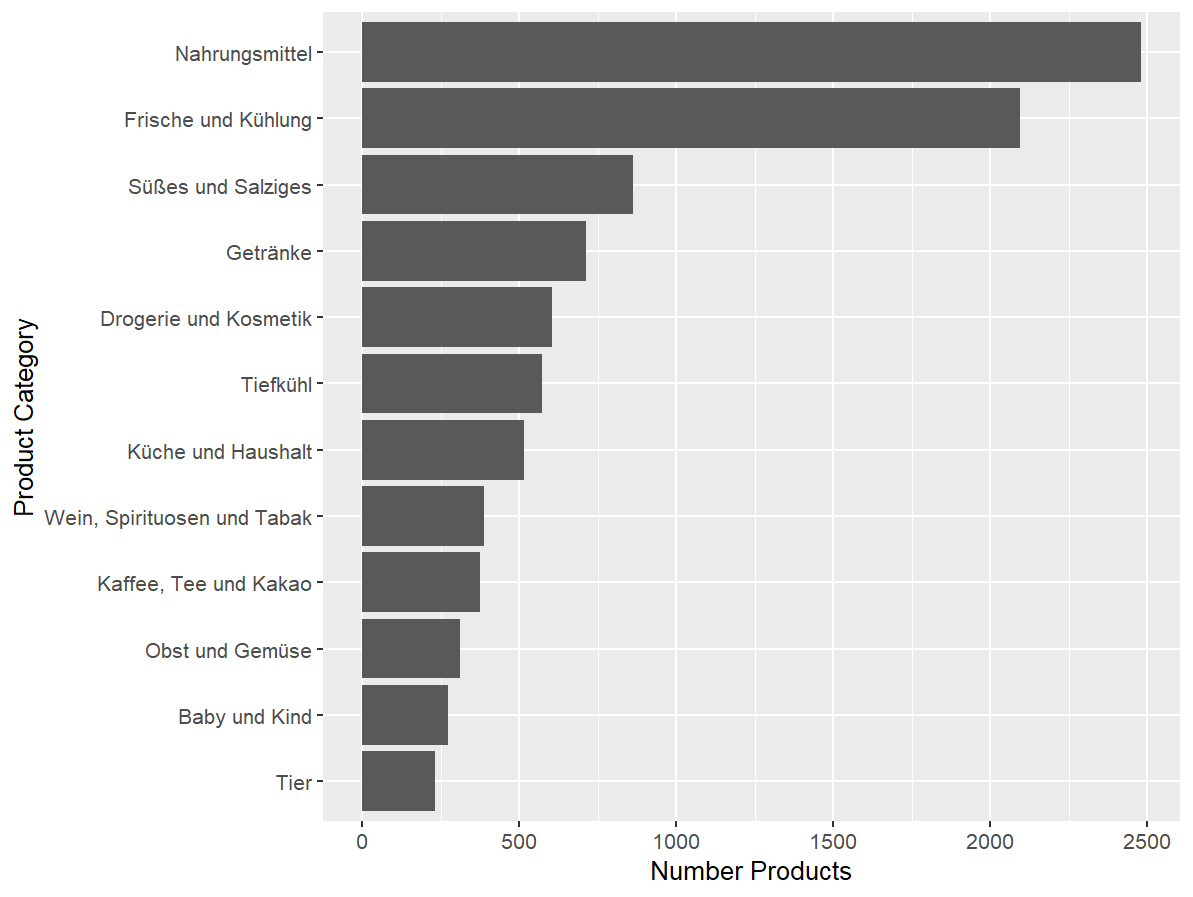 Nahrungsmittel
Frische und Kühlung
Süßes und Salziges
Getränke
Drogerie und Kosmetik
Tiefkühl
Küche und Haushalt
Wein, Spirituosen und Tabak
Kaffee, Tee und Kakao
Obst und Gemüse
Baby und Kind
Tier
Product Category
0 500 1000 1500 2000 2500
Number Products